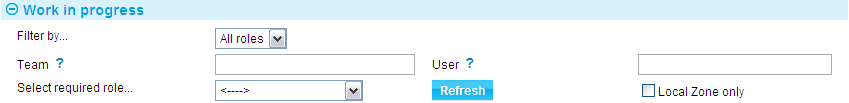 Work in progress
Filter by... All roles
Team ? User ?
Select required role... <----> Refresh Local Zone only